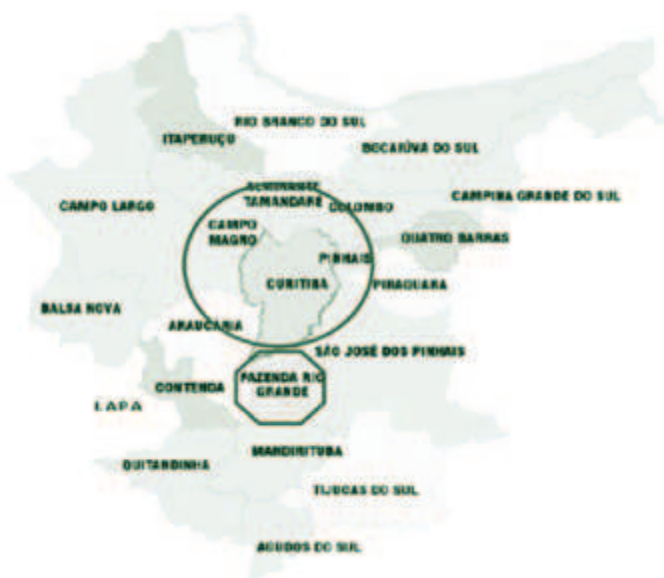 RIO BRANCO DO SUL
ITAPERUÇU
BOCAIÚVA DO SUL
ALMIRANTE
TAMANDARÉ
COLOMBO
CAMPINA GRANDE DO SUL
CAMPO LARGO
CAMPO
MAGRO
QUATRO BARRAS
PINHAIS
CURITIBA
PIRAQUARA
BALSA NOVA
ARAUCÁRIA
SÃO JOSÉ DOS PINHAIS
FAZENDA RIO
GRANDE
CONTENDA
LAPA
MANDIRITUBA
QUITANDINHA
TIJUCAS DO SUL
AGUDOS DO SUL